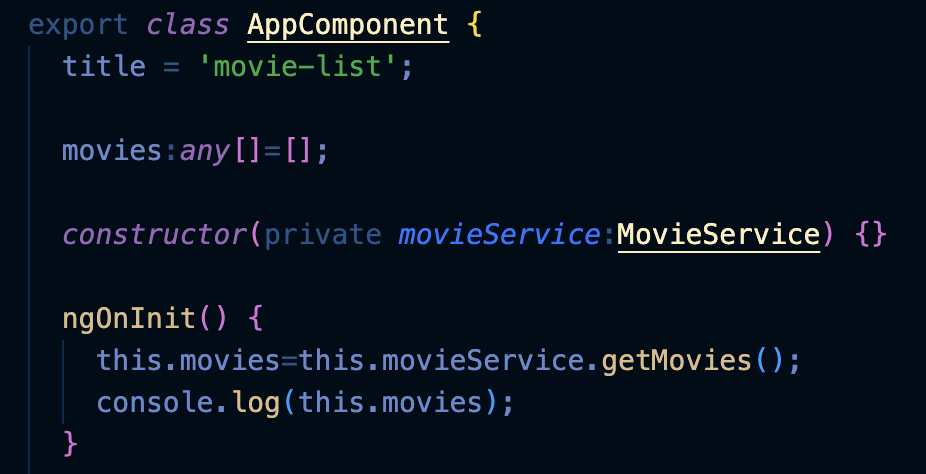 export class AppComponent {
title = 'movie-list';
movies:any[]=[];
constructor(private movieService:MovieService) {}
ngOnInit() {
this.movies=this.movieService.getMovies();
console.log(this.movies);
}